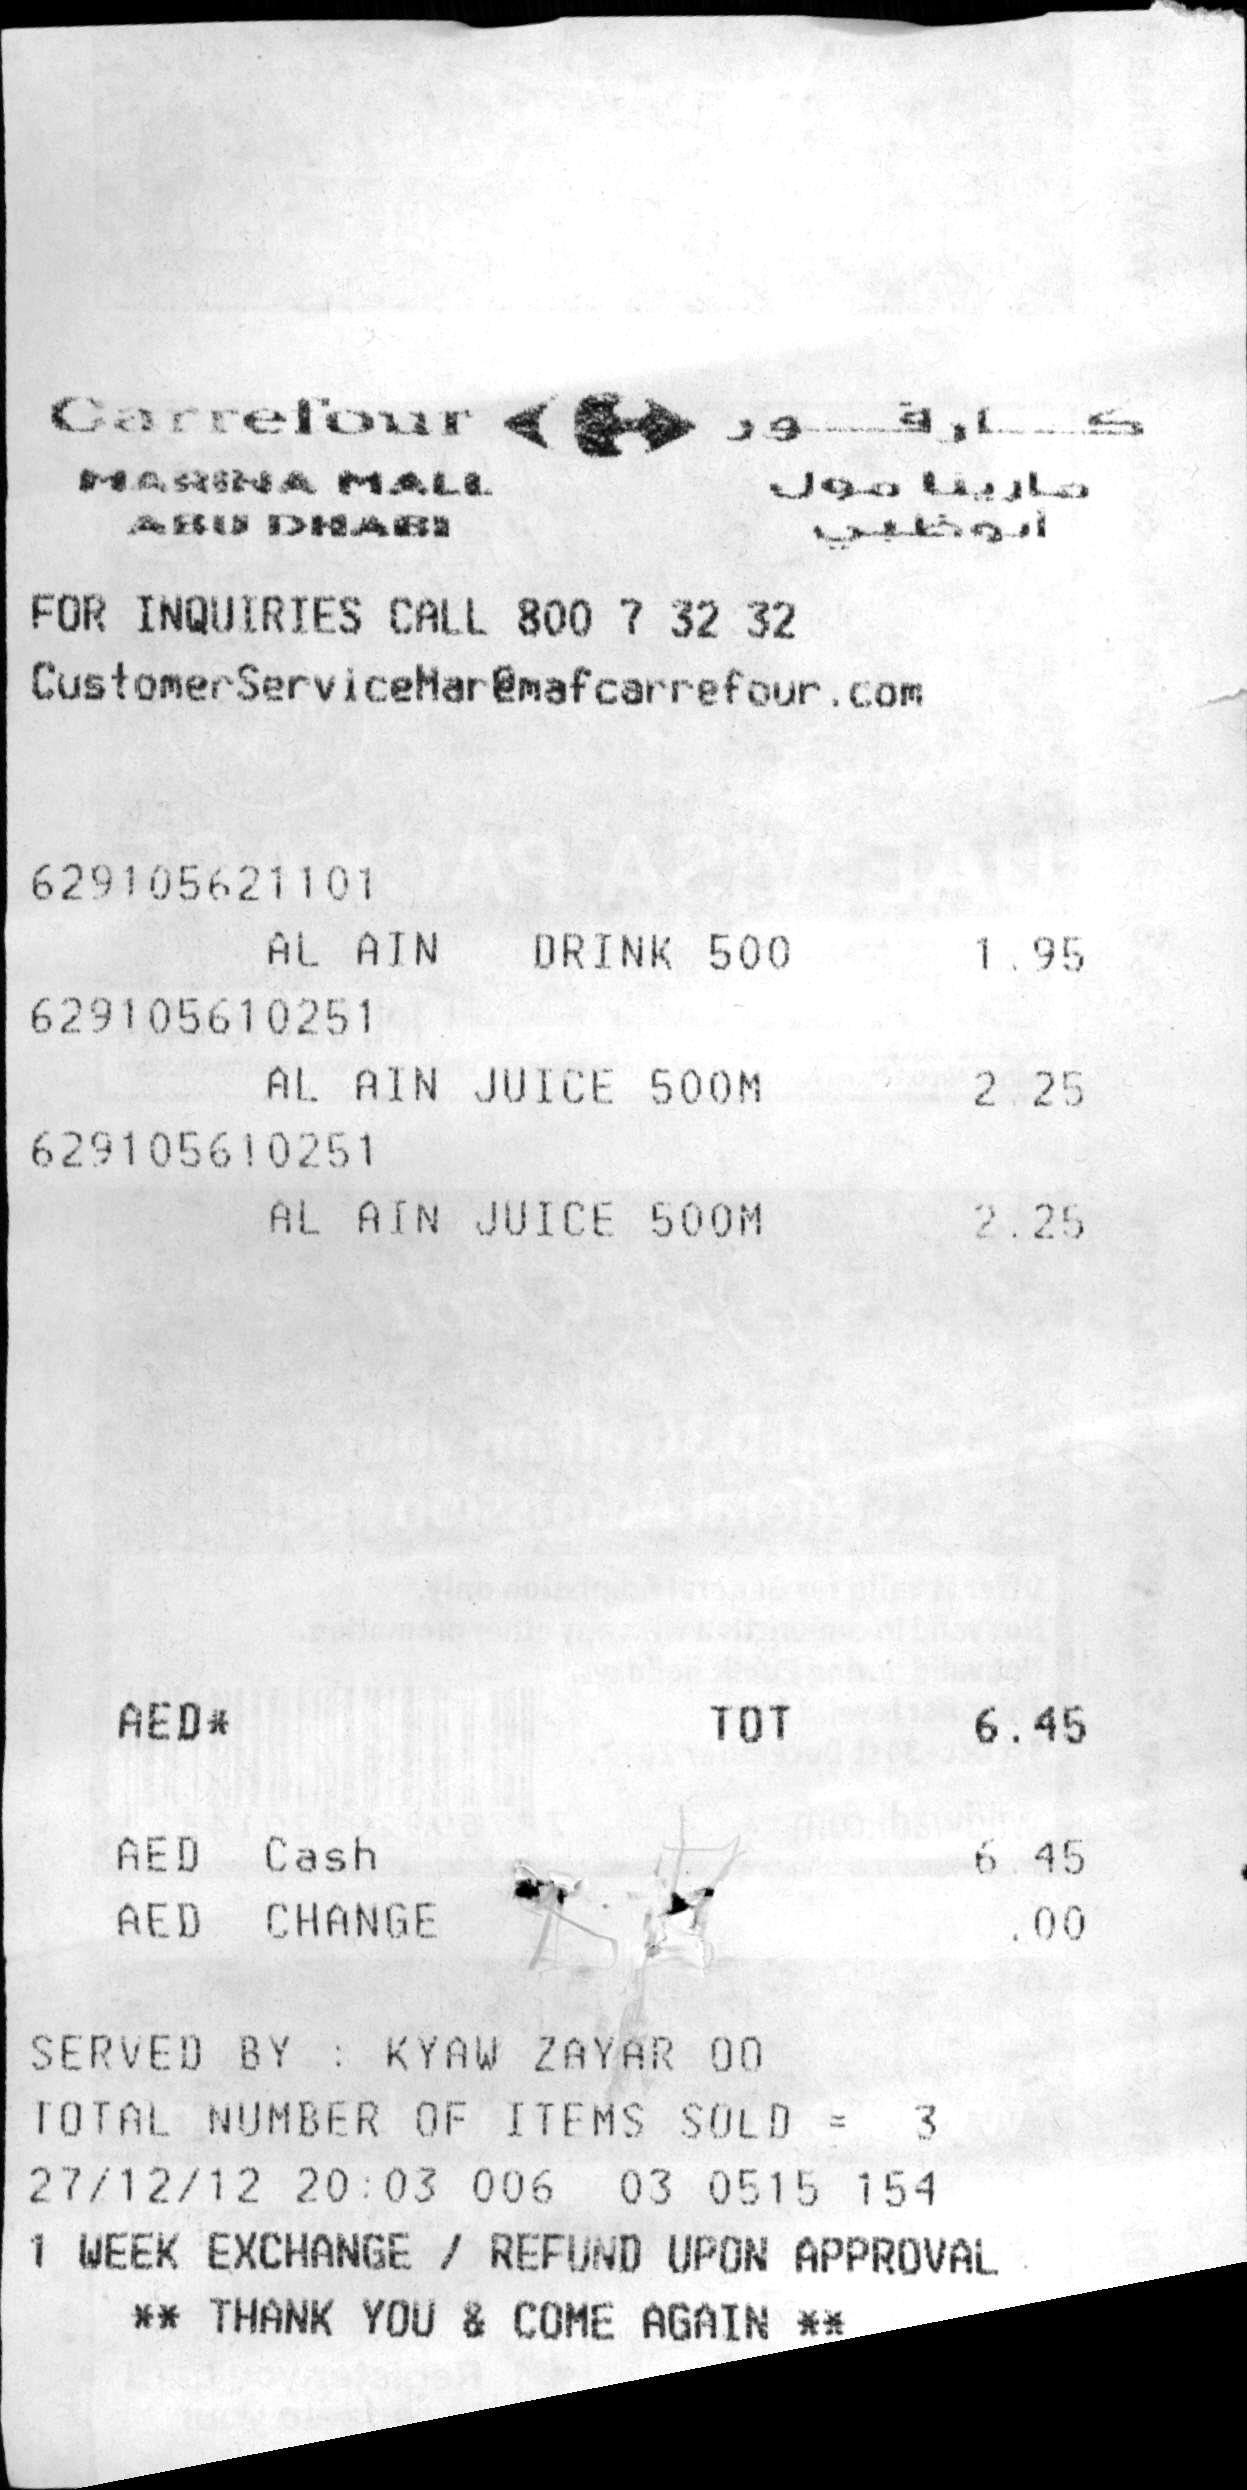 Carrefour كارفور
MARINA MALL مارينا مول
ABU DHABI أبوظبي
FOR INQUIRIES CALL 800 7 32 32
CustomerServiceMar@mafcarrefour.com
629105621101
AL AIN DRINK 500 1.95
629105610251
AL AIN JUICE 500M 2.25
629105610251
AL AIN JUICE 500M 2.25
AED* TOT 6.45
AED Cash 6.45
AED CHANGE .00
SERVED BY : KYAW ZAYAR OO
TOTAL NUMBER OF ITEMS SOLD = 3
27/12/12 20:03 006 03 0515 154
1 WEEK EXCHANGE / REFUND UPON APPROVAL
** THANK YOU & COME AGAIN **